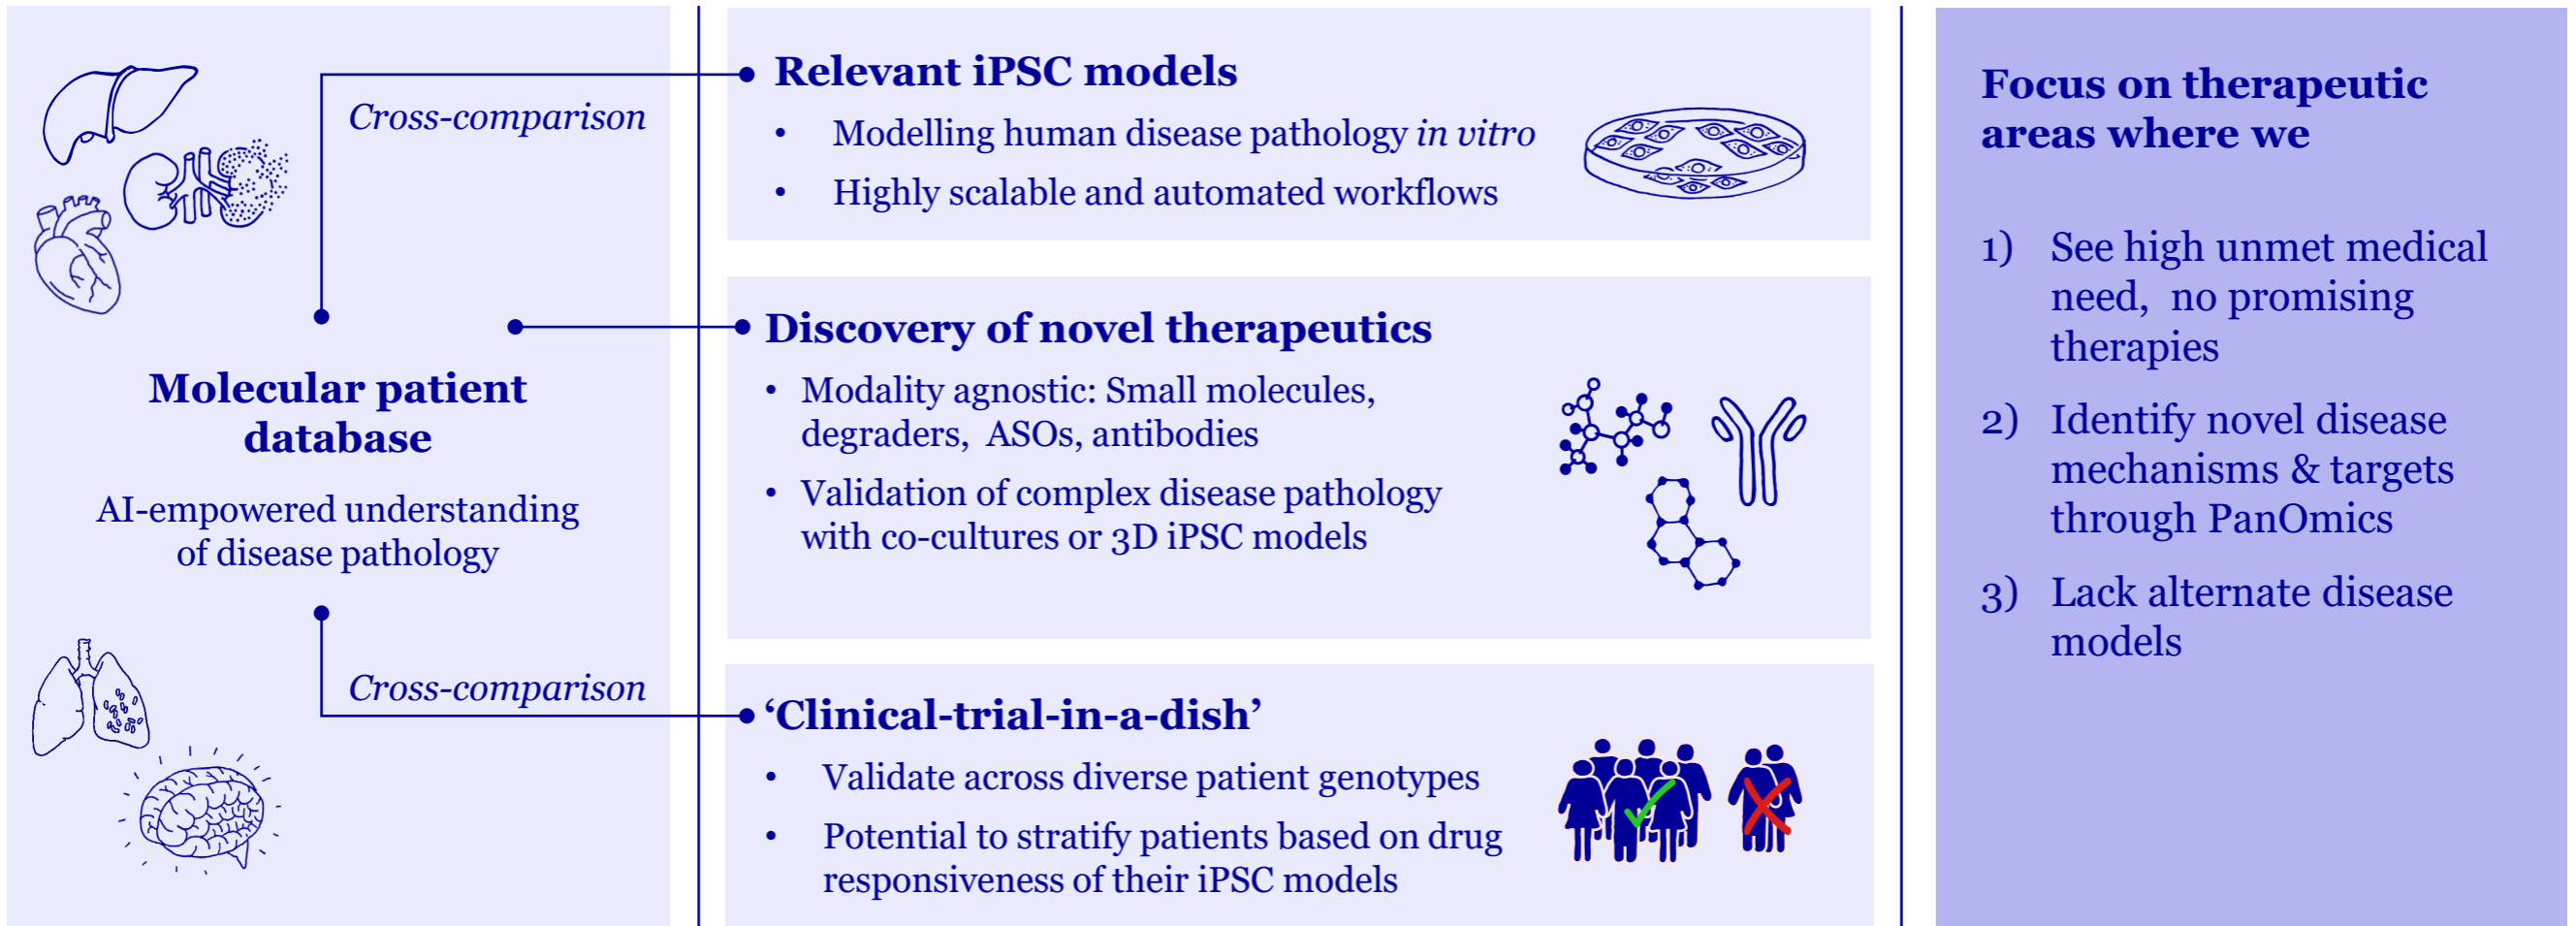 Cross-comparison
Molecular patient
database
AI-empowered understanding
of disease pathology
Cross-comparison
Relevant iPSC models
• Modelling human disease pathology in vitro
• Highly scalable and automated workflows
Discovery of novel therapeutics
• Modality agnostic: Small molecules,
degraders, ASOs, antibodies
• Validation of complex disease pathology
with co-cultures or 3D iPSC models
‘Clinical-trial-in-a-dish’
• Validate across diverse patient genotypes
• Potential to stratify patients based on drug
responsiveness of their iPSC models
Focus on therapeutic
areas where we
1) See high unmet medical
need, no promising
therapies
2) Identify novel disease
mechanisms & targets
through PanOmics
3) Lack alternate disease
models